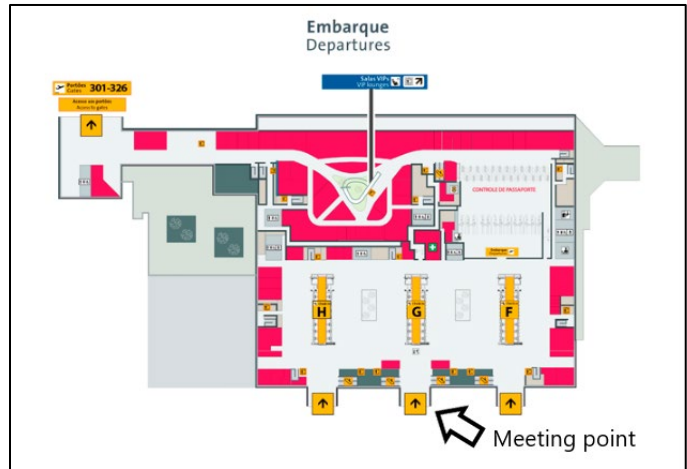 Embarque
Departures
Portões
Gates 301-326
Acesso aos portões
Access to gates
Salas VIPs
VIP lounges
CONTROLE DE PASSAPORTE
Embarque
H
G
F
Meeting point